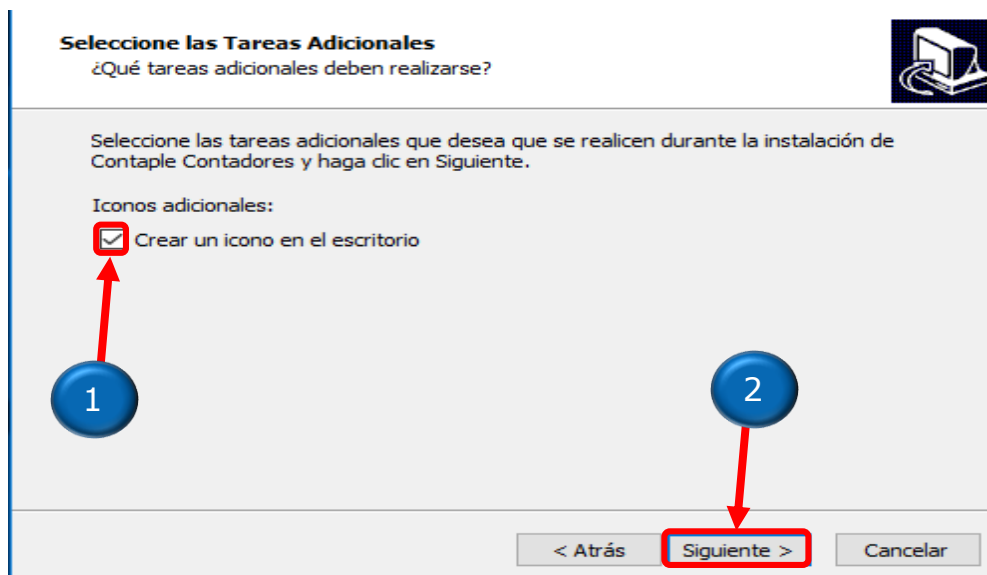 Seleccione las Tareas Adicionales
¿Qué tareas adicionales deben realizarse?
Seleccione las tareas adicionales que desea que se realicen durante la instalación de
Contaple Contadores y haga clic en Siguiente.
Iconos adicionales:
Crear un icono en el escritorio
1
2
< Atrás
Siguiente >
Cancelar